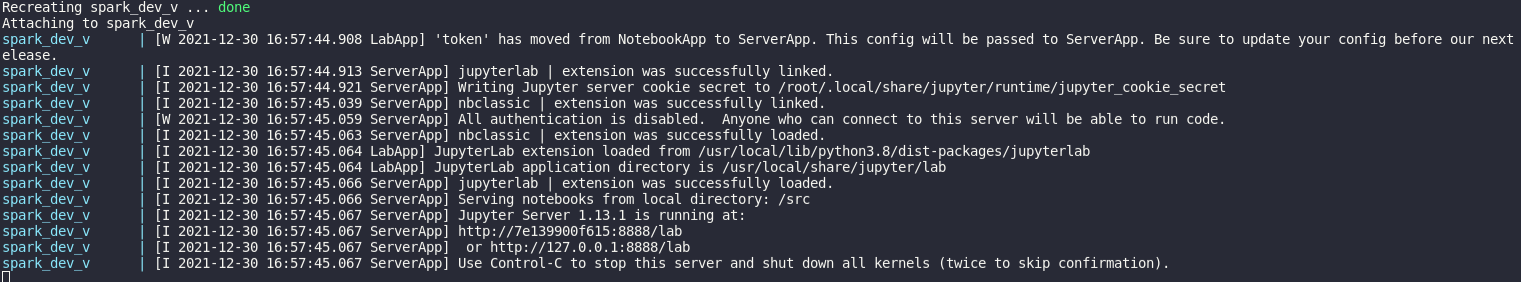 Recreating spark_dev_v ... done
Attaching to spark_dev_v
spark_dev_v      | [W 2021-12-30 16:57:44.908 LabApp] 'token' has moved from NotebookApp to ServerApp. This config will be passed to ServerApp. Be sure to update your config before our next
elease.
spark_dev_v      | [I 2021-12-30 16:57:44.913 ServerApp] jupyterlab | extension was successfully linked.
spark_dev_v      | [I 2021-12-30 16:57:44.921 ServerApp] Writing Jupyter server cookie secret to /root/.local/share/jupyter/runtime/jupyter_cookie_secret
spark_dev_v      | [I 2021-12-30 16:57:45.039 ServerApp] nbclassic | extension was successfully linked.
spark_dev_v      | [W 2021-12-30 16:57:45.059 ServerApp] All authentication is disabled.  Anyone who can connect to this server will be able to run code.
spark_dev_v      | [I 2021-12-30 16:57:45.063 ServerApp] nbclassic | extension was successfully loaded.
spark_dev_v      | [I 2021-12-30 16:57:45.064 LabApp] JupyterLab extension loaded from /usr/local/lib/python3.8/dist-packages/jupyterlab
spark_dev_v      | [I 2021-12-30 16:57:45.064 LabApp] JupyterLab application directory is /usr/local/share/jupyter/lab
spark_dev_v      | [I 2021-12-30 16:57:45.066 ServerApp] jupyterlab | extension was successfully loaded.
spark_dev_v      | [I 2021-12-30 16:57:45.066 ServerApp] Serving notebooks from local directory: /src
spark_dev_v      | [I 2021-12-30 16:57:45.067 ServerApp] Jupyter Server 1.13.1 is running at:
spark_dev_v      | [I 2021-12-30 16:57:45.067 ServerApp] http://7e139900f615:8888/lab
spark_dev_v      | [I 2021-12-30 16:57:45.067 ServerApp]  or http://127.0.0.1:8888/lab
spark_dev_v      | [I 2021-12-30 16:57:45.067 ServerApp] Use Control-C to stop this server and shut down all kernels (twice to skip confirmation).